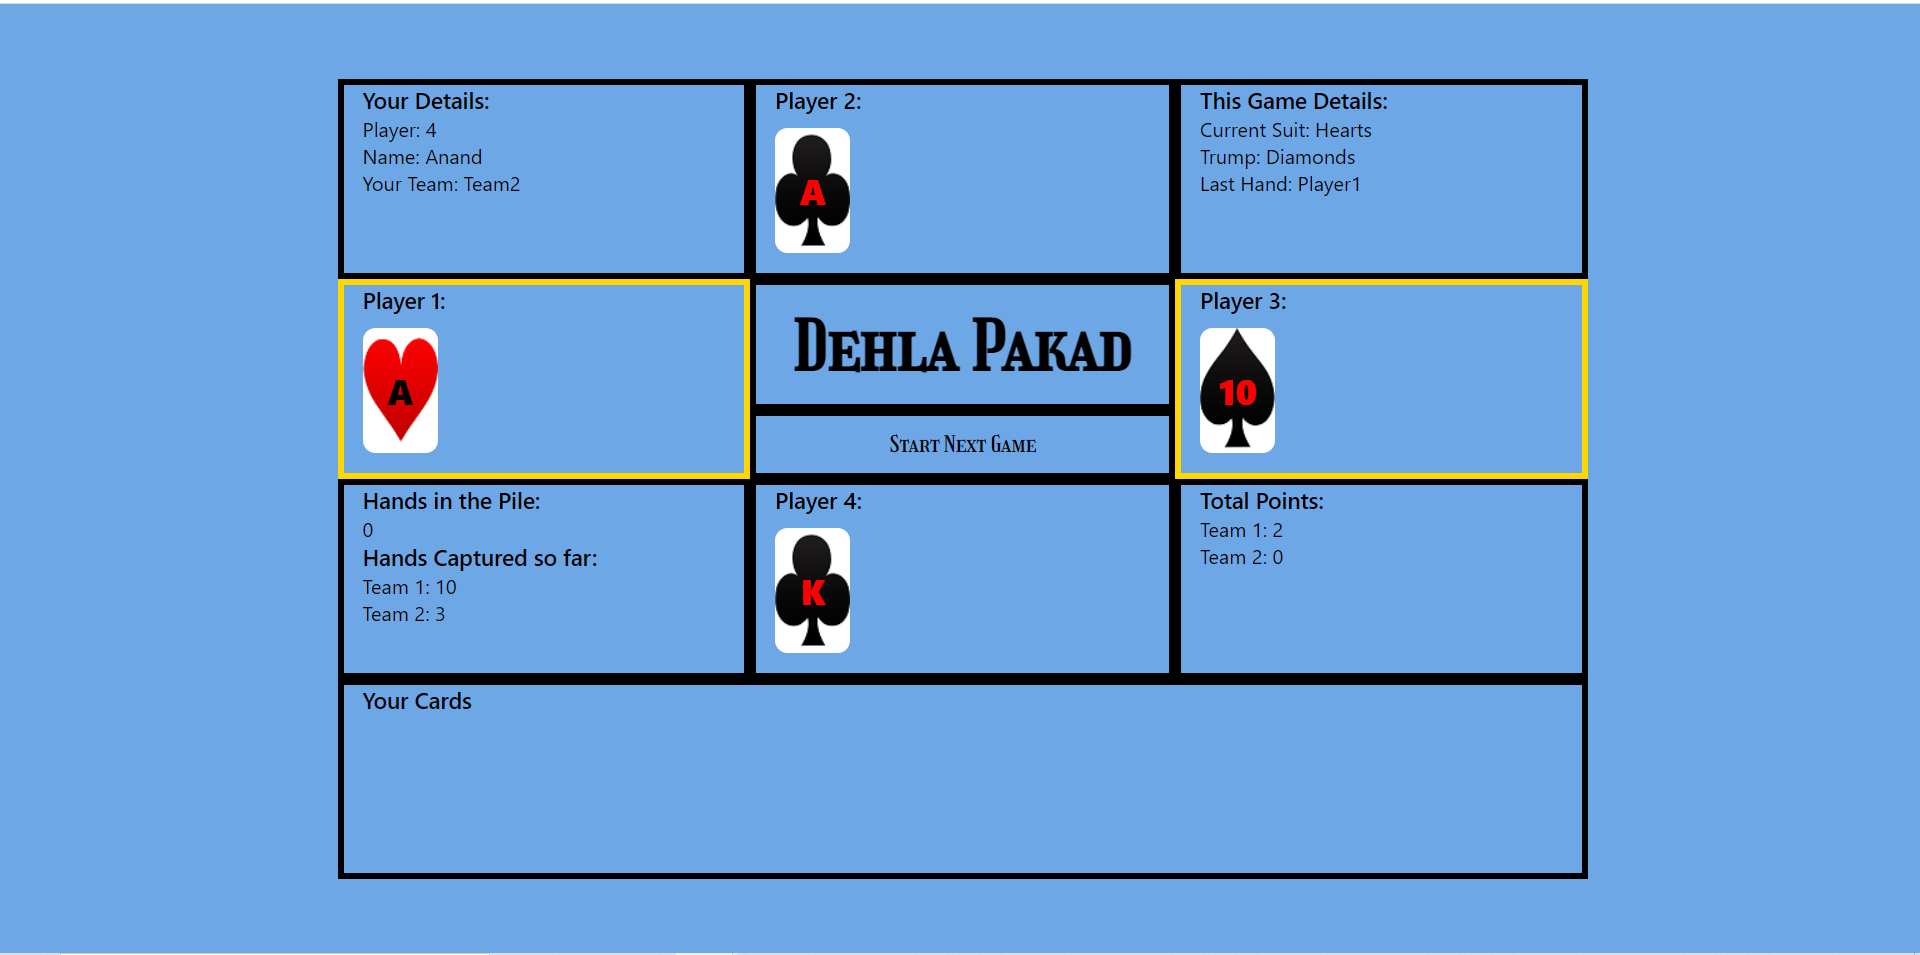 Your Details:
Player: 4
Name: Anand
Your Team: Team2
Player 2:
A
This Game Details:
Current Suit: Hearts
Trump: Diamonds
Last Hand: Player1
Player 1:
A
Dehla Pakad
Start Next Game
Player 3:
10
Hands in the Pile:
0
Hands Captured so far:
Team 1: 10
Team 2: 3
Player 4:
K
Total Points:
Team 1: 2
Team 2: 0
Your Cards